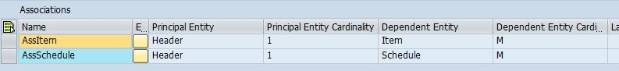 Associations
Name E.. Principal Entity Principal Entity Cardinality Dependent Entity Dependent Entity Cardi.. La
AssItem Header 1 Item M
AssSchedule Header 1 Schedule M